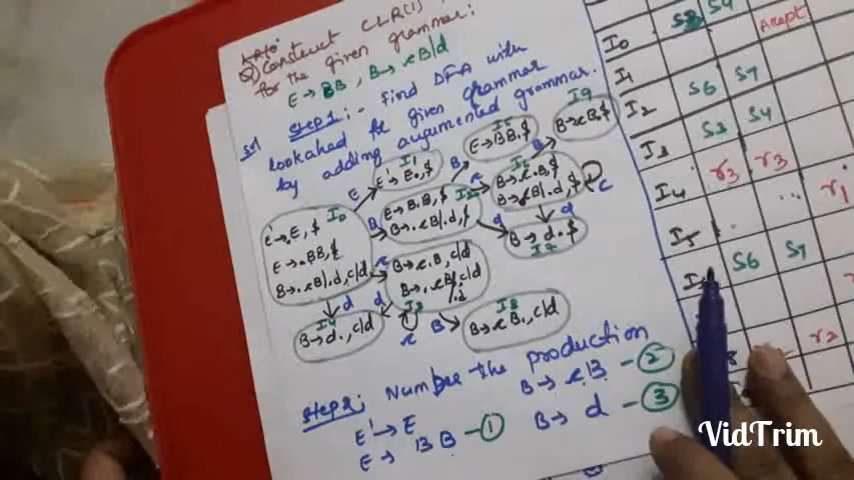 Q) Construct CLR(1)
for the given grammar:
E → BB, B → cB/d
Sol Step 1:- Find DFA with
lookahead for given grammar
by adding augmented grammar.
I0
E' → .E, $
E → .BB, $
B → .cB/.d, c/d
E
I1
E' → E., $
B
I2
E → B.B, $
B → .cB/.d, $
B
I5
E → BB., $
c
I6
B → c.B, $
B → .cB/.d, $
c
B
I9
B → cB., $
d
d
B → d., $
I7
c
B → c.B, c/d
B → .cB/c/d
/.d
I3
c
d
d
I4
B → d., c/d
B
I8
B → cB., c/d
Step 2: Number the production
E' → E
E → BB - ①
B → cB - ②
B → d - ③
I0 S3 S4
I1 Accept
I2 S6 S7
I3 S3 S4
I4 r3 r3
I5 r1
S6 S7
8 r2
VidTrim